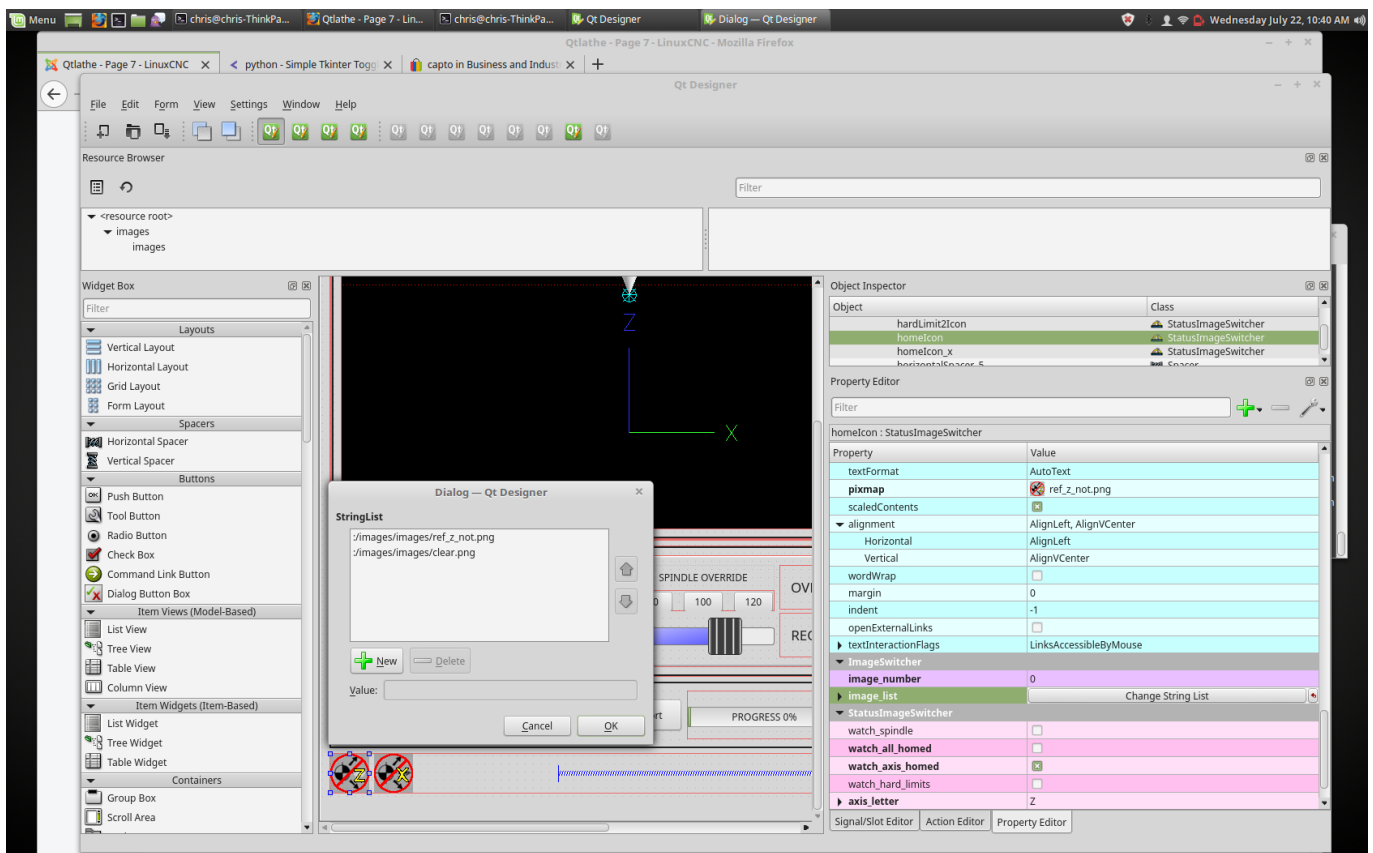 Menu
chris@chris-ThinkPa...
Qtlathe - Page 7 - Lin...
chris@chris-ThinkPa...
Qt Designer
Dialog — Qt Designer
Wednesday July 22, 10:40 AM
Qtlathe - Page 7 - LinuxCNC - Mozilla Firefox
Qtlathe - Page 7 - LinuxCNC
python - Simple Tkinter Togg
capto in Business and Indust
Qt Designer
File Edit Form View Settings Window Help
Resource Browser
Filter
<resource root>
images
images
Widget Box
Filter
Layouts
Vertical Layout
Horizontal Layout
Grid Layout
Form Layout
Spacers
Horizontal Spacer
Vertical Spacer
Buttons
Push Button
Tool Button
Radio Button
Check Box
Command Link Button
Dialog Button Box
Item Views (Model-Based)
List View
Tree View
Table View
Column View
Item Widgets (Item-Based)
List Widget
Tree Widget
Table Widget
Containers
Group Box
Scroll Area
Z
X
Dialog — Qt Designer
StringList
:/images/images/ref_z_not.png
:/images/images/clear.png
New
Delete
Value:
Cancel
OK
SPINDLE OVERRIDE
100
120
PROGRESS 0%
Z
X
Object Inspector
Object Class
hardLimit2Icon StatusImageSwitcher
homeIcon StatusImageSwitcher
homeIcon_x StatusImageSwitcher
horizontalSpacer_5 Spacer
Property Editor
Filter
homeIcon : StatusImageSwitcher
Property Value
textFormat AutoText
pixmap ref_z_not.png
scaledContents
alignment AlignLeft, AlignVCenter
Horizontal AlignLeft
Vertical AlignVCenter
wordWrap
margin 0
indent -1
openExternalLinks
textInteractionFlags LinksAccessibleByMouse
ImageSwitcher
image_number 0
image_list Change String List
StatusImageSwitcher
watch_spindle
watch_all_homed
watch_axis_homed
watch_hard_limits
axis_letter Z
Signal/Slot Editor
Action Editor
Property Editor